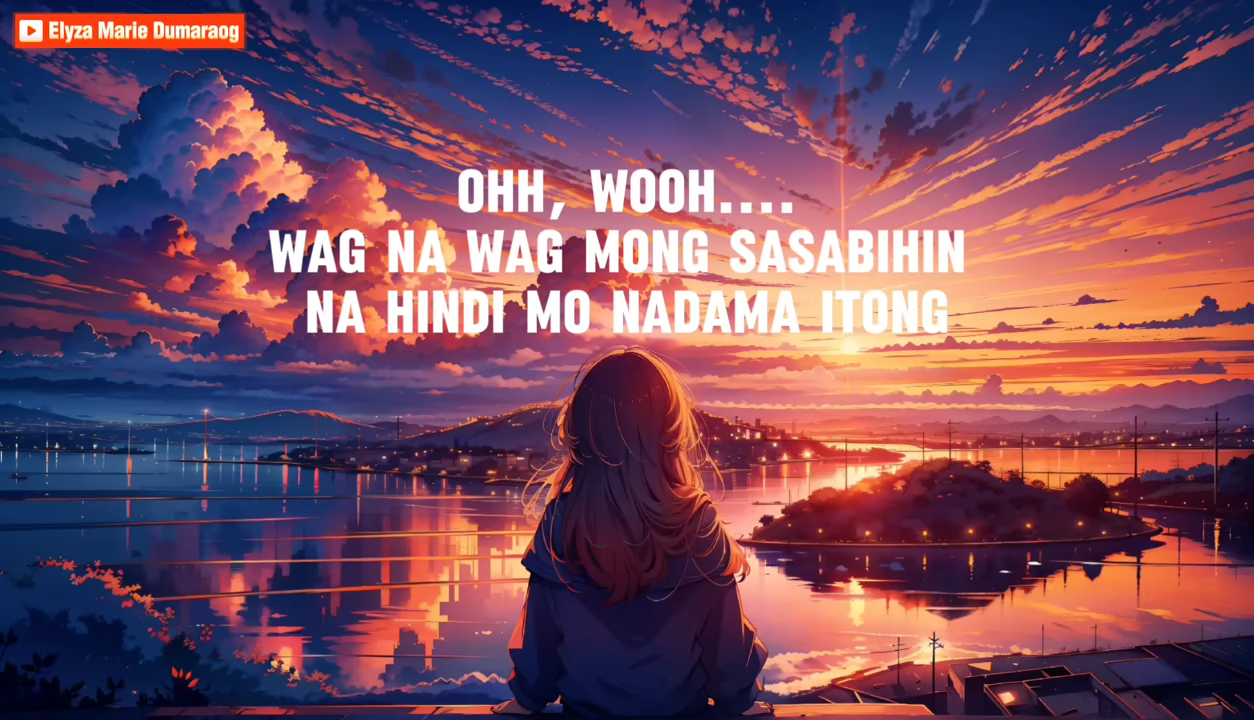 Elyza Marie Dumaraog
OHH, WOOH....
WAG NA WAG MONG SASABIHIN
NA HINDI MO NADAMA ITONG